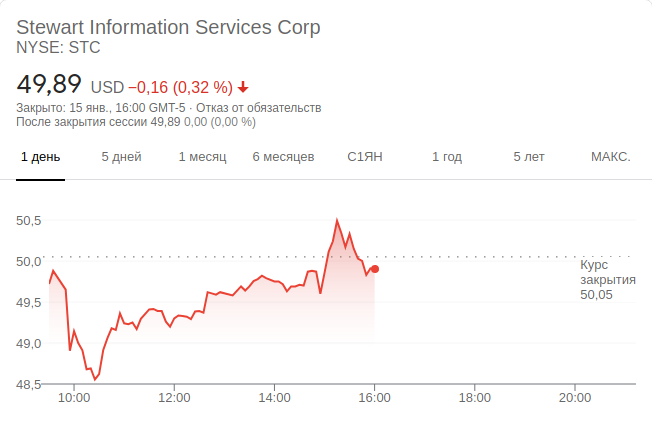 Stewart Information Services Corp
NYSE: STC
49,89 USD −0,16 (0,32 %)
Закрыто: 15 янв., 16:00 GMT-5 · Отказ от обязательств
После закрытия сессии 49,89 0,00 (0,00 %)
1 день 5 дней 1 месяц 6 месяцев С1ЯН 1 год 5 лет МАКС.
50,5
50,0
49,5
49,0
48,5
Курс
закрытия
50,05
10:00 12:00 14:00 16:00 18:00 20:00